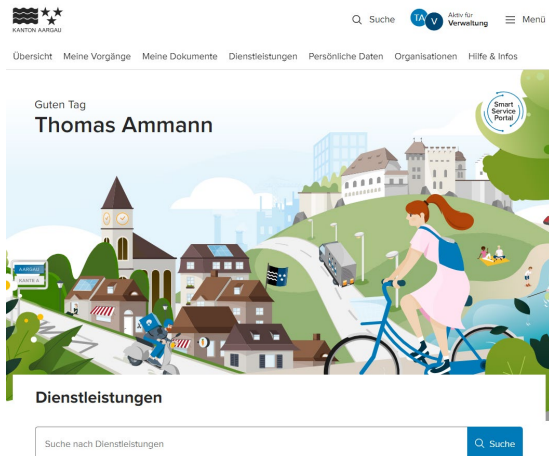 KANTON AARGAU
Suche
TA V
Aktiv für
Verwaltung
Menü
Übersicht Meine Vorgänge Meine Dokumente Dienstleistungen Persönliche Daten Organisationen Hilfe & Infos
Guten Tag
Thomas Ammann
Smart
Service
Portal
AARGAU
Dienstleistungen
Suche nach Dienstleistungen
Suche